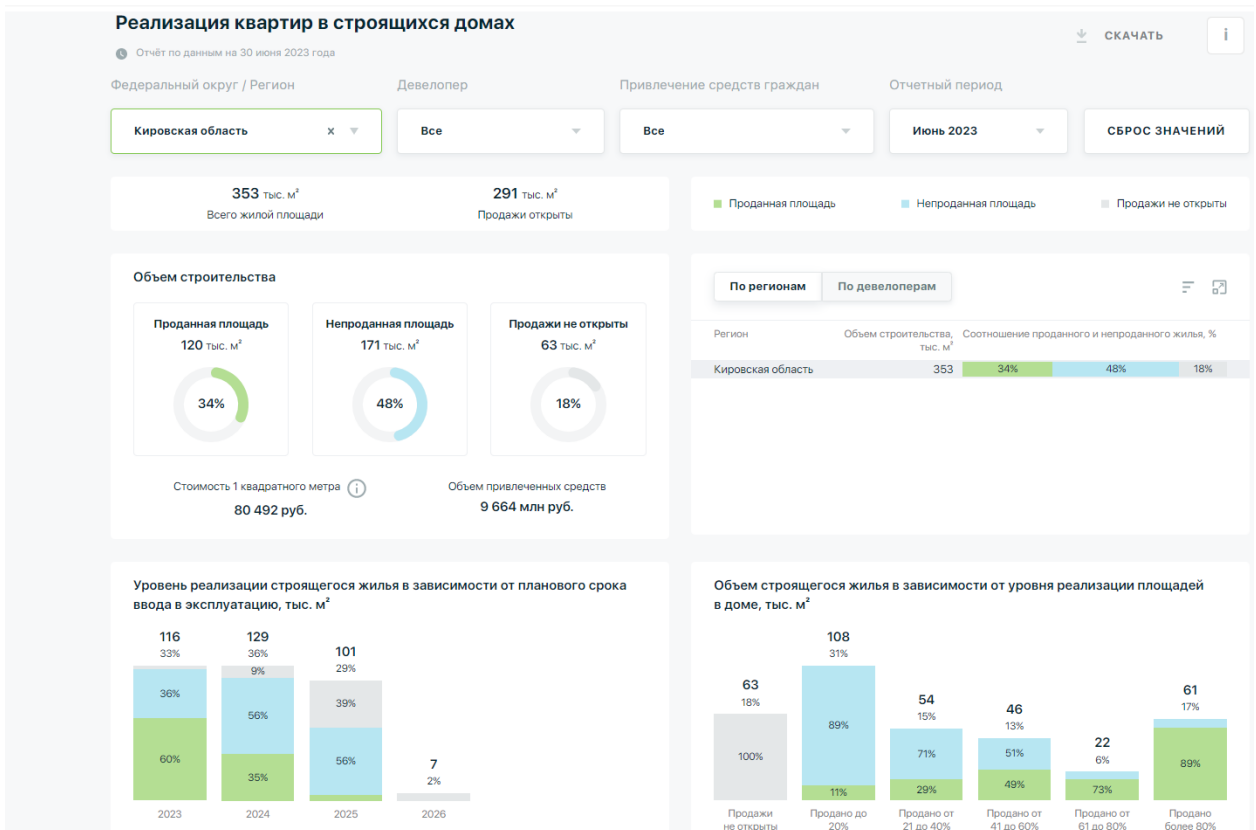 Реализация квартир в строящихся домах
Отчёт по данным на 30 июня 2023 года
СКАЧАТЬ
i
Федеральный округ / Регион
Девелопер
Привлечение средств граждан
Отчетный период
Кировская область x
Все
Все
Июнь 2023
СБРОС ЗНАЧЕНИЙ
353 тыс. м²
Всего жилой площади
291 тыс. м²
Продажи открыты
Проданная площадь
Непроданная площадь
Продажи не открыты
Объем строительства
Проданная площадь
120 тыс. м²
34%
Непроданная площадь
171 тыс. м²
48%
Продажи не открыты
63 тыс. м²
18%
Стоимость 1 квадратного метра i
80 492 руб.
Объем привлеченных средств
9 664 млн руб.
По регионам
По девелоперам
Регион
Объем строительства,
тыс. м²
Соотношение проданного и непроданного жилья, %
Кировская область 353 34% 48% 18%
Уровень реализации строящегося жилья в зависимости от планового срока
ввода в эксплуатацию, тыс. м²
116
33%
36%
60%
2023
129
36%
9%
56%
35%
2024
101
29%
39%
56%
2025
7
2%
2026
Объем строящегося жилья в зависимости от уровня реализации площадей
в доме, тыс. м²
63
18%
100%
Продажи
не открыты
108
31%
89%
11%
Продано до
20%
54
15%
71%
29%
Продано от
21 до 40%
46
13%
51%
49%
Продано от
41 до 60%
22
6%
73%
Продано от
61 до 80%
61
17%
89%
Продано
более 80%